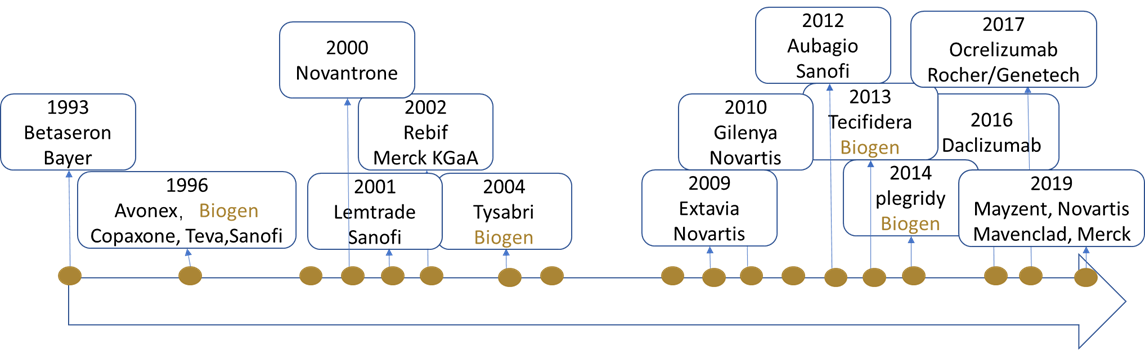 1993
Betaseron
Bayer
1996
Avonex, Biogen
Copaxone, Teva,Sanofi
2000
Novantrone
2001
Lemtrade
Sanofi
2002
Rebif
Merck KGaA
2004
Tysabri
Biogen
2009
Extavia
Novartis
2010
Gilenya
Novartis
2012
Aubagio
Sanofi
2013
Tecifidera
Biogen
2014
plegridy
Biogen
2016
Daclizumab
2017
Ocrelizumab
Rocher/Genetech
2019
Mayzent, Novartis
Mavenclad, Merck